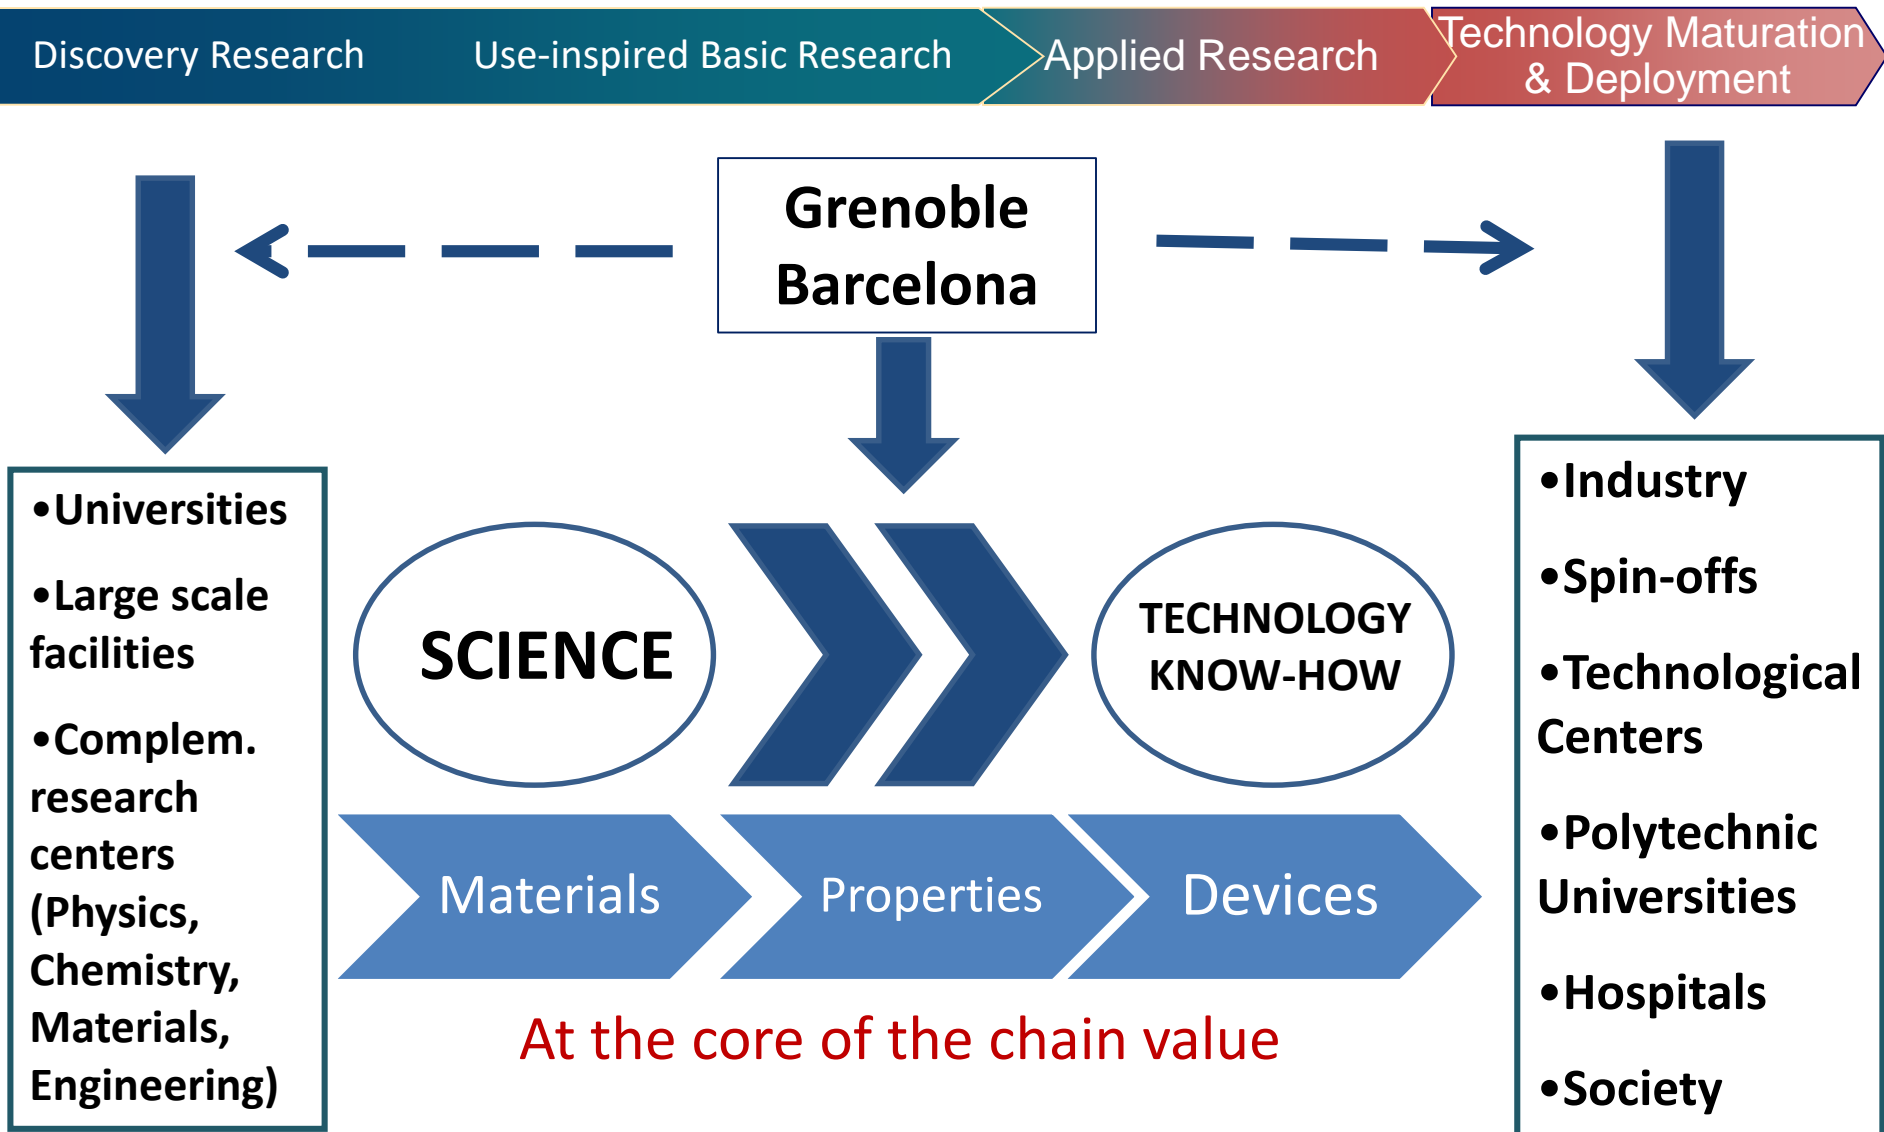 Discovery Research
Use-inspired Basic Research
Applied Research
Technology Maturation
& Deployment
Grenoble
Barcelona
•Universities
•Large scale
facilities
•Complem.
research
centers
(Physics,
Chemistry,
Materials,
Engineering)
SCIENCE
TECHNOLOGY
KNOW-HOW
Materials
Properties
Devices
At the core of the chain value
•Industry
•Spin-offs
•Technological
Centers
•Polytechnic
Universities
•Hospitals
•Society